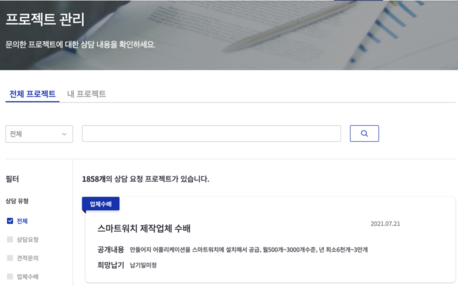 프로젝트 관리
문의한 프로젝트에 대한 상담 내용을 확인하세요.
전체 프로젝트 내 프로젝트
전체
필터
1858개의 상담 요청 프로젝트가 있습니다.
상담 유형
업체수배
전체
스마트워치 제작업체 수배
2021.07.21
상담요청
공개내용 만들어지 어플리케이션을 스마트워치에 설치해서 공급, 월500개~3000개수준, 년 최소6천개~3만개
견적문의
희망납기 납기일미정
업체수배